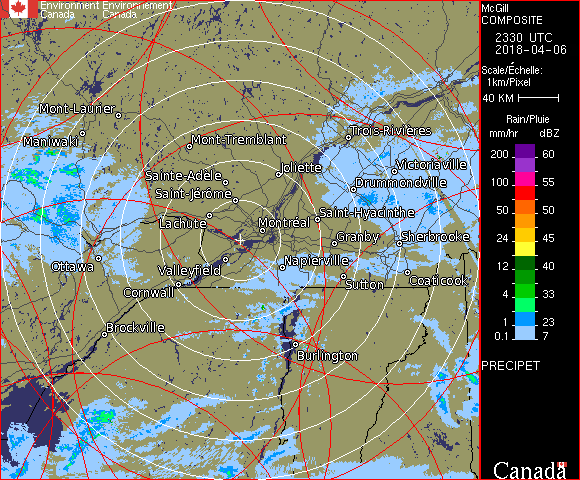 Environment Environnement
Canada Canada
McGill
COMPOSITE
2330 UTC
2018-04-06
Scale/Échelle:
1km/Pixel
40 KM
Rain/Pluie
mm/hr dBZ
200 60
100 55
50 50
24 45
12 40
4 33
1 23
0.1 7
PRECIPET
Canada
Mont-Laurier
Maniwaki
Mont-Tremblant
Trois-Rivières
Sainte-Adèle
Joliette
Victoriaville
Saint-Jérôme
Drummondville
Lachute
Saint-Hyacinthe
Montréal
Granby
Sherbrooke
Ottawa
Valleyfield
Napierville
Cornwall
Sutton
Coaticook
Brockville
Burlington